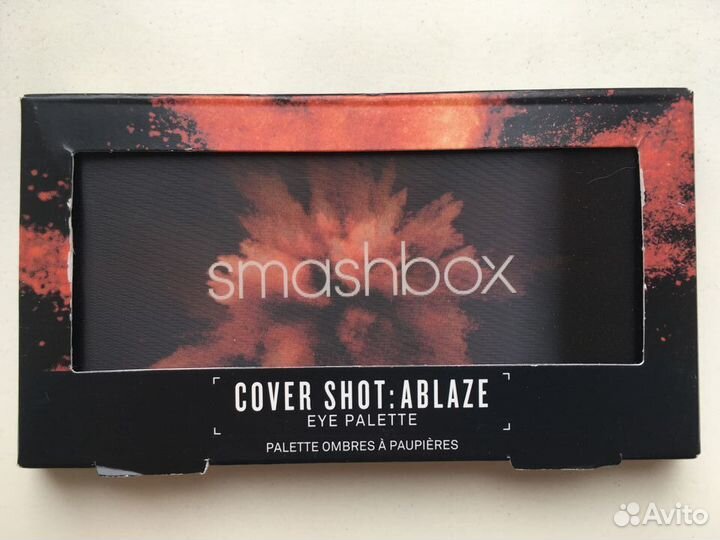 smashbox
COVER SHOT: ABLAZE
EYE PALETTE
PALETTE OMBRES À PAUPIÈRES
Avito